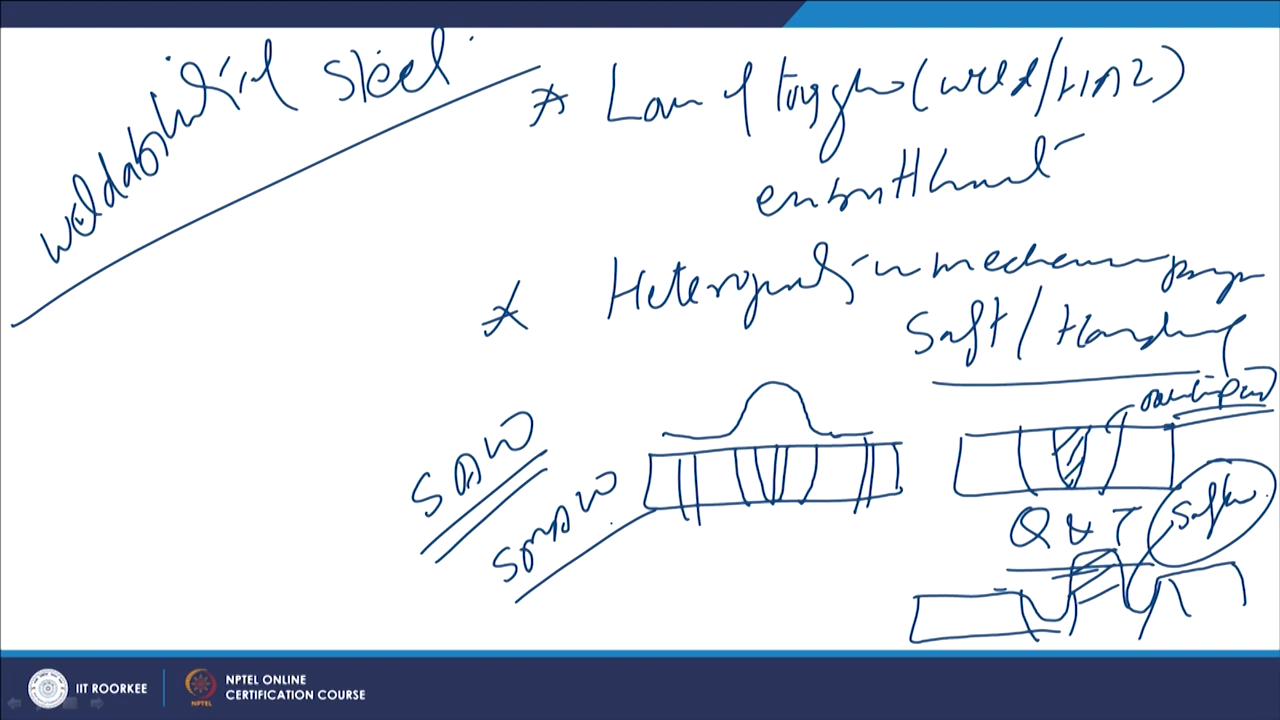 weldability of steel
* Loss of toughness (weld/HAZ)
embrittlement
* Heterogeneity in mechanical
Soft / Hardening
SAW
SMAW
Q & T
Soften
IIT ROORKEE
NPTEL ONLINE
CERTIFICATION COURSE
NPTEL